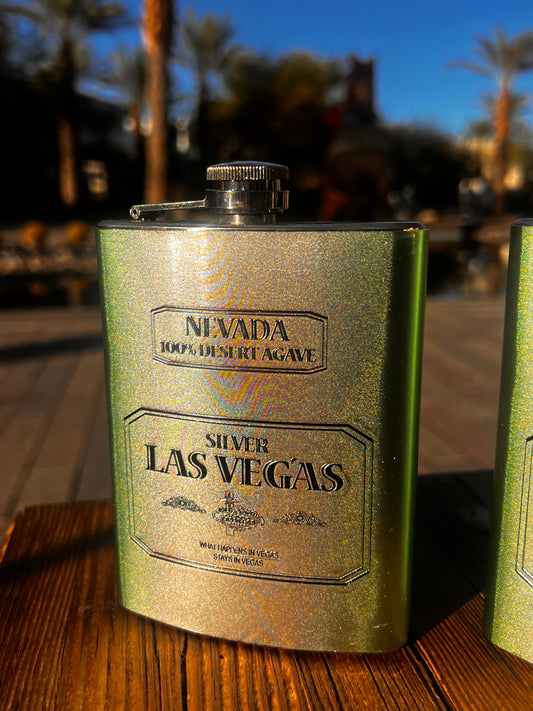 NEVADA
100% DESERT AGAVE
SILVER
LAS VEGAS
WHAT HAPPENS IN VEGAS
STAYS IN VEGAS